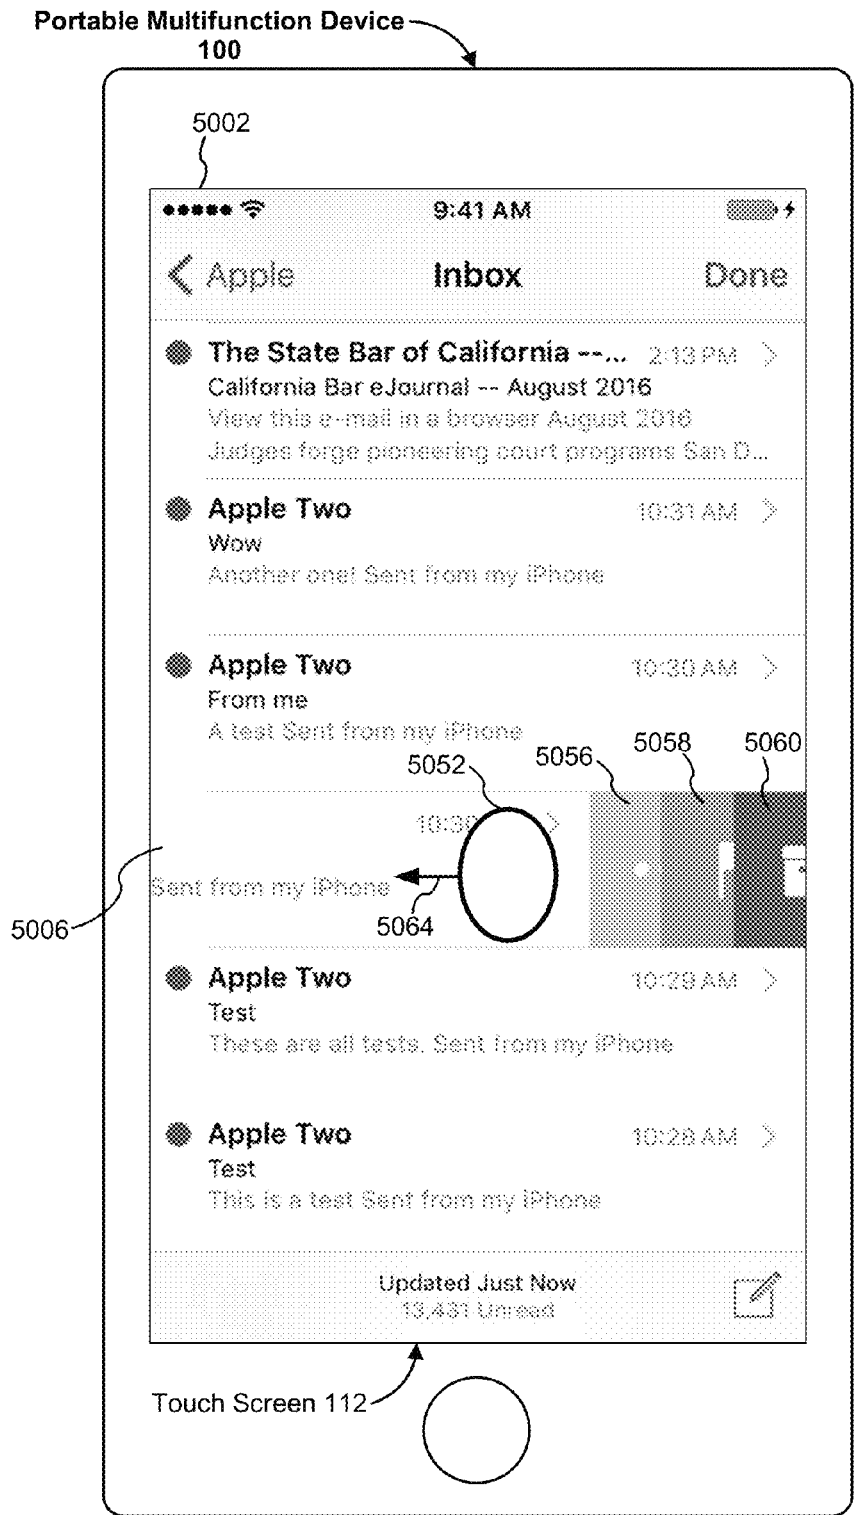 Portable Multifunction Device
100
5002
9:41 AM
Apple
Inbox
Done
The State Bar of California --... 2:13 PM
California Bar eJournal -- August 2016
View this e-mail in a browser August 2016
Judges forge pioneering court programs San D...
Apple Two 10:31 AM
Wow
Another one! Sent from my iPhone
Apple Two 10:30 AM
From me
A test Sent from my iPhone
5052
5056
5058
5060
10:30
Sent from my iPhone
5064
5006
Apple Two 10:29 AM
Test
These are all tests. Sent from my iPhone
Apple Two 10:28 AM
Test
This is a test Sent from my iPhone
Updated Just Now
13,431 Unread
Touch Screen 112